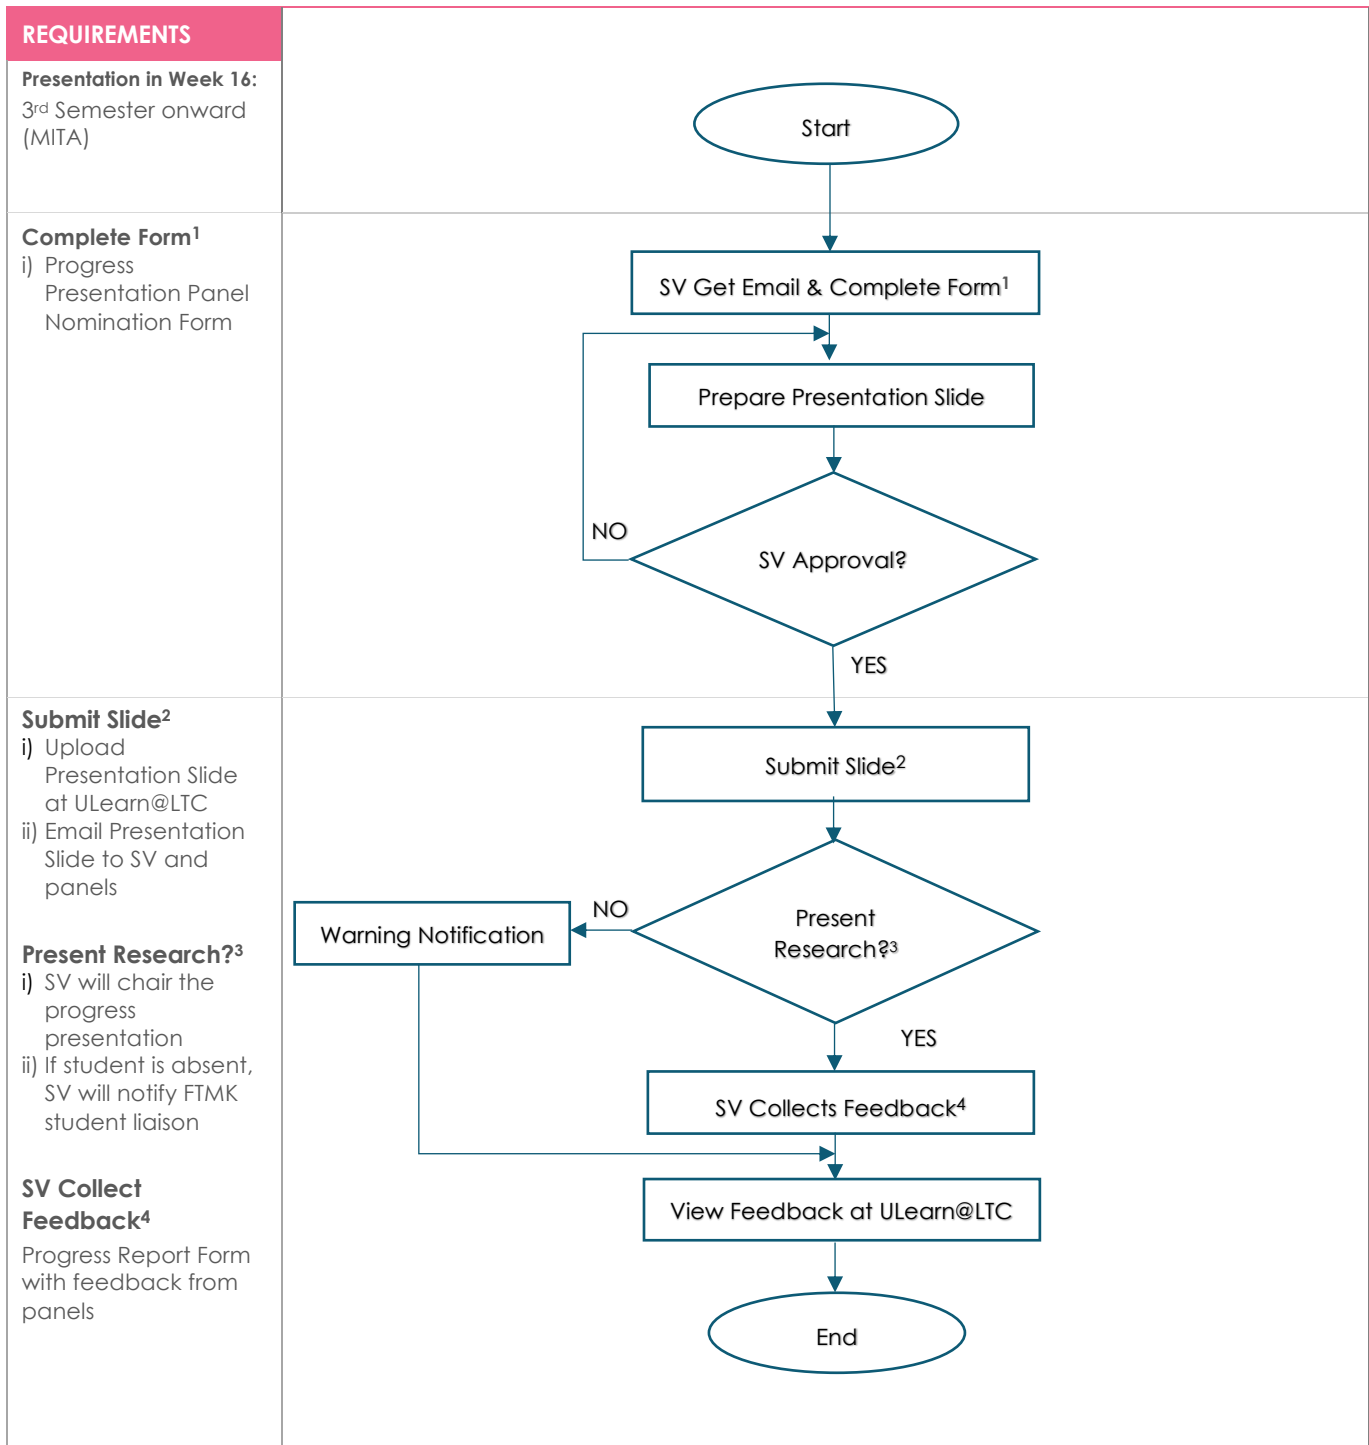 REQUIREMENTS
Presentation in Week 16:
3rd Semester onward
(MITA)
Start
Complete Form1
i) Progress
Presentation Panel
Nomination Form
SV Get Email & Complete Form1
Prepare Presentation Slide
NO
SV Approval?
YES
Submit Slide2
i) Upload
Presentation Slide
at ULearn@LTC
ii) Email Presentation
Slide to SV and
panels
Present Research?3
i) SV will chair the
progress
presentation
ii) If student is absent,
SV will notify FTMK
student liaison
SV Collect
Feedback4
Progress Report Form
with feedback from
panels
Submit Slide2
NO
Warning Notification
Present
Research?3
YES
SV Collects Feedback4
View Feedback at ULearn@LTC
End